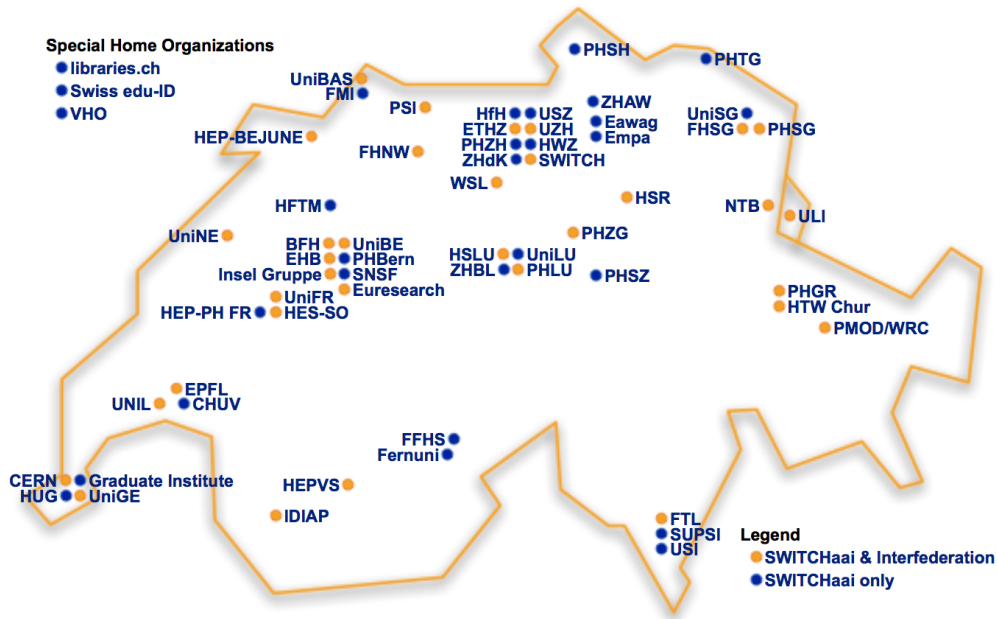 Special Home Organizations
libraries.ch
Swiss edu-ID
VHO
PHSH
PHTG
UniBAS
FMI
PSI
ZHAW
HfH USZ
UniSG
Eawag
ETHZ UZH
FHSG PHSG
HEP-BEJUNE
Empa
PHZH HWZ
FHNW
ZHdK SWITCH
WSL
HSR
HFTM
NTB
ULI
UniNE
PHZG
BFH UniBE
HSLU UniLU
EHB PHBern
ZHBL PHLU
Insel Gruppe SNSF
PHSZ
Euresearch
UniFR
PHGR
HEP-PH FR HES-SO
HTW Chur
PMOD/WRC
EPFL
UNIL CHUV
FFHS
Fernuni
CERN Graduate Institute
HEPVS
HUG UniGE
IDIAP
FTL
SUPSI
USI
Legend
SWITCHaai & Interfederation
SWITCHaai only